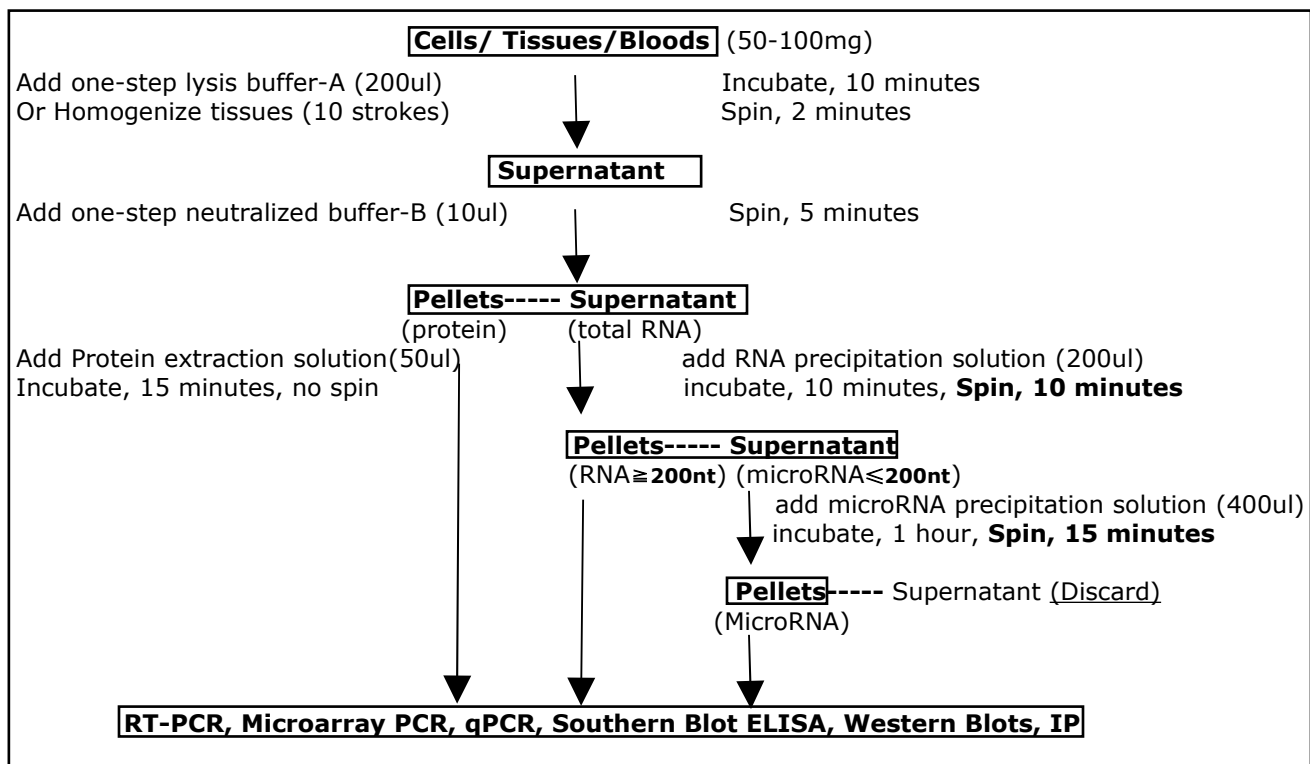 Cells/ Tissues/Bloods (50-100mg)
Add one-step lysis buffer-A (200ul) Incubate, 10 minutes
Or Homogenize tissues (10 strokes) Spin, 2 minutes
Supernatant
Add one-step neutralized buffer-B (10ul) Spin, 5 minutes
Pellets----- Supernatant
(protein) (total RNA)
Add Protein extraction solution(50ul) add RNA precipitation solution (200ul)
Incubate, 15 minutes, no spin incubate, 10 minutes, Spin, 10 minutes
Pellets----- Supernatant
(RNA≧200nt) (microRNA⩽200nt)
add microRNA precipitation solution (400ul)
incubate, 1 hour, Spin, 15 minutes
Pellets----- Supernatant (Discard)
(MicroRNA)
RT-PCR, Microarray PCR, qPCR, Southern Blot ELISA, Western Blots, IP